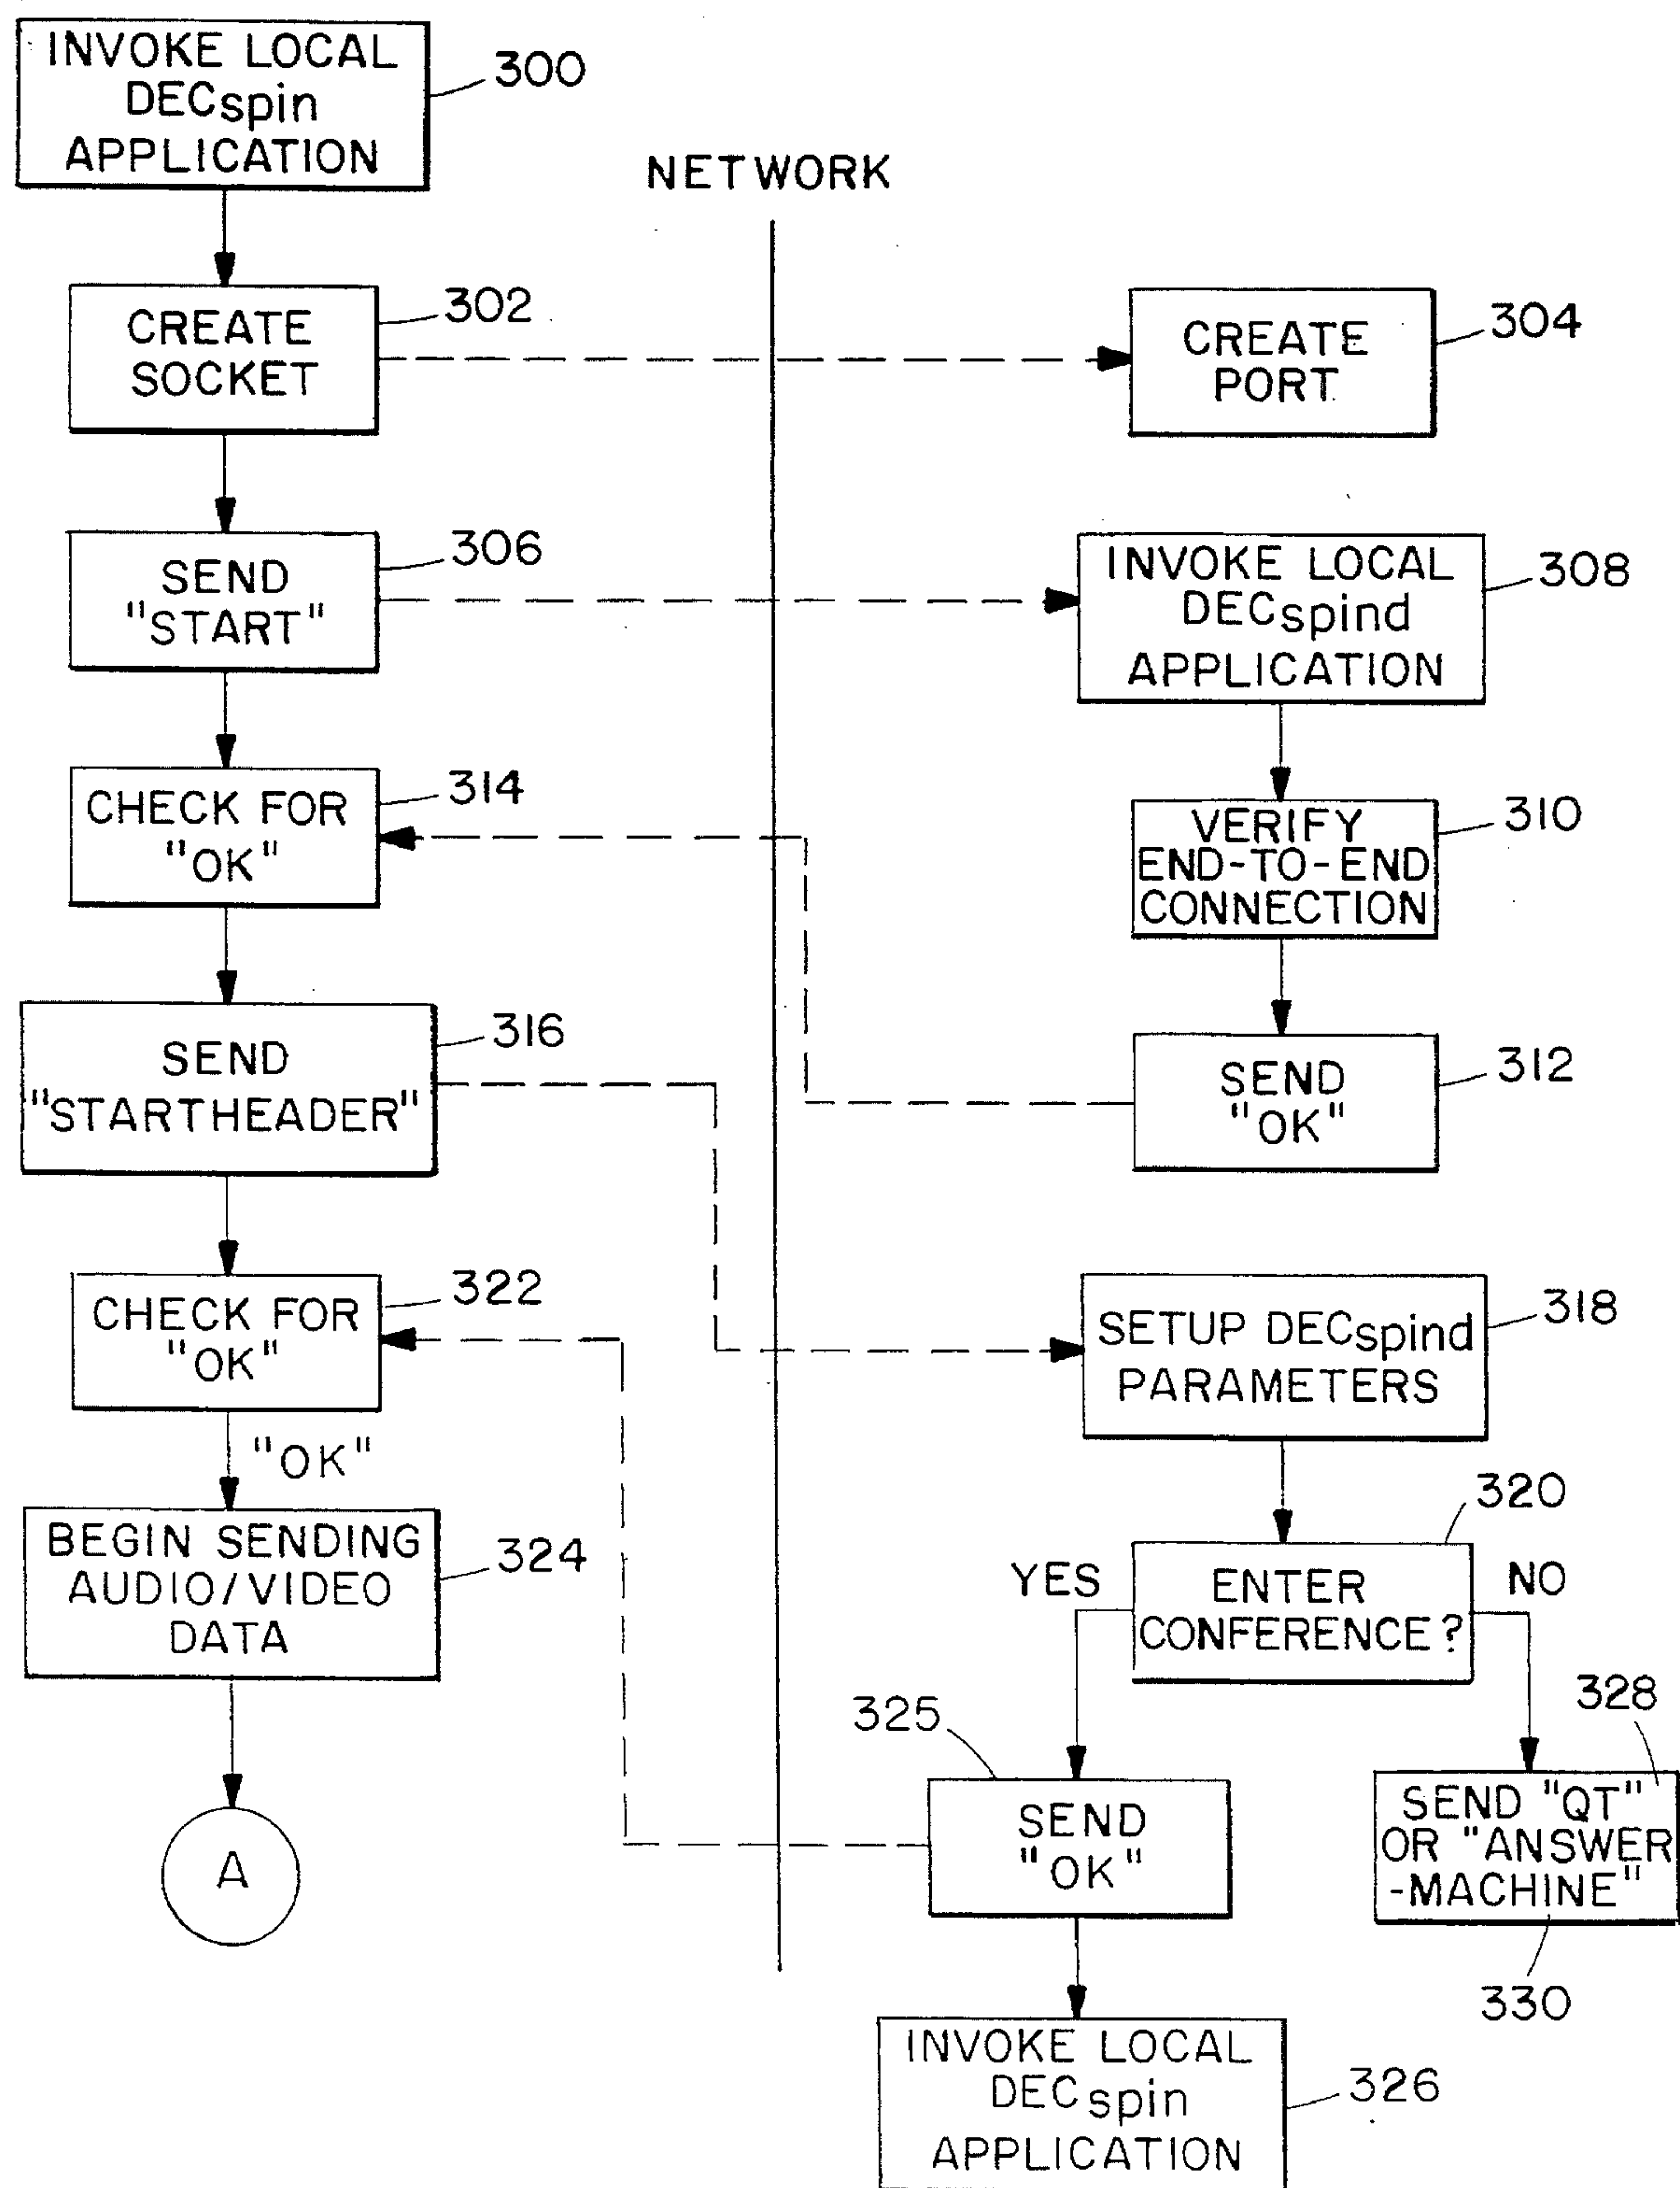 INVOKE LOCAL
DECspin
APPLICATION
300
NETWORK
CREATE
SOCKET
302
CREATE
PORT
304
SEND
"START"
306
INVOKE LOCAL
DECspind
APPLICATION
308
CHECK FOR
"OK"
314
VERIFY
END-TO-END
CONNECTION
310
SEND
"STARTHEADER"
316
SEND
"OK"
312
CHECK FOR
"OK"
322
SETUP DECspind
PARAMETERS
318
"OK"
BEGIN SENDING
AUDIO/VIDEO
DATA
324
320
YES
ENTER
CONFERENCE?
NO
325
328
SEND
"OK"
SEND "QT"
OR "ANSWER
-MACHINE"
330
A
INVOKE LOCAL
DECspin
APPLICATION
326